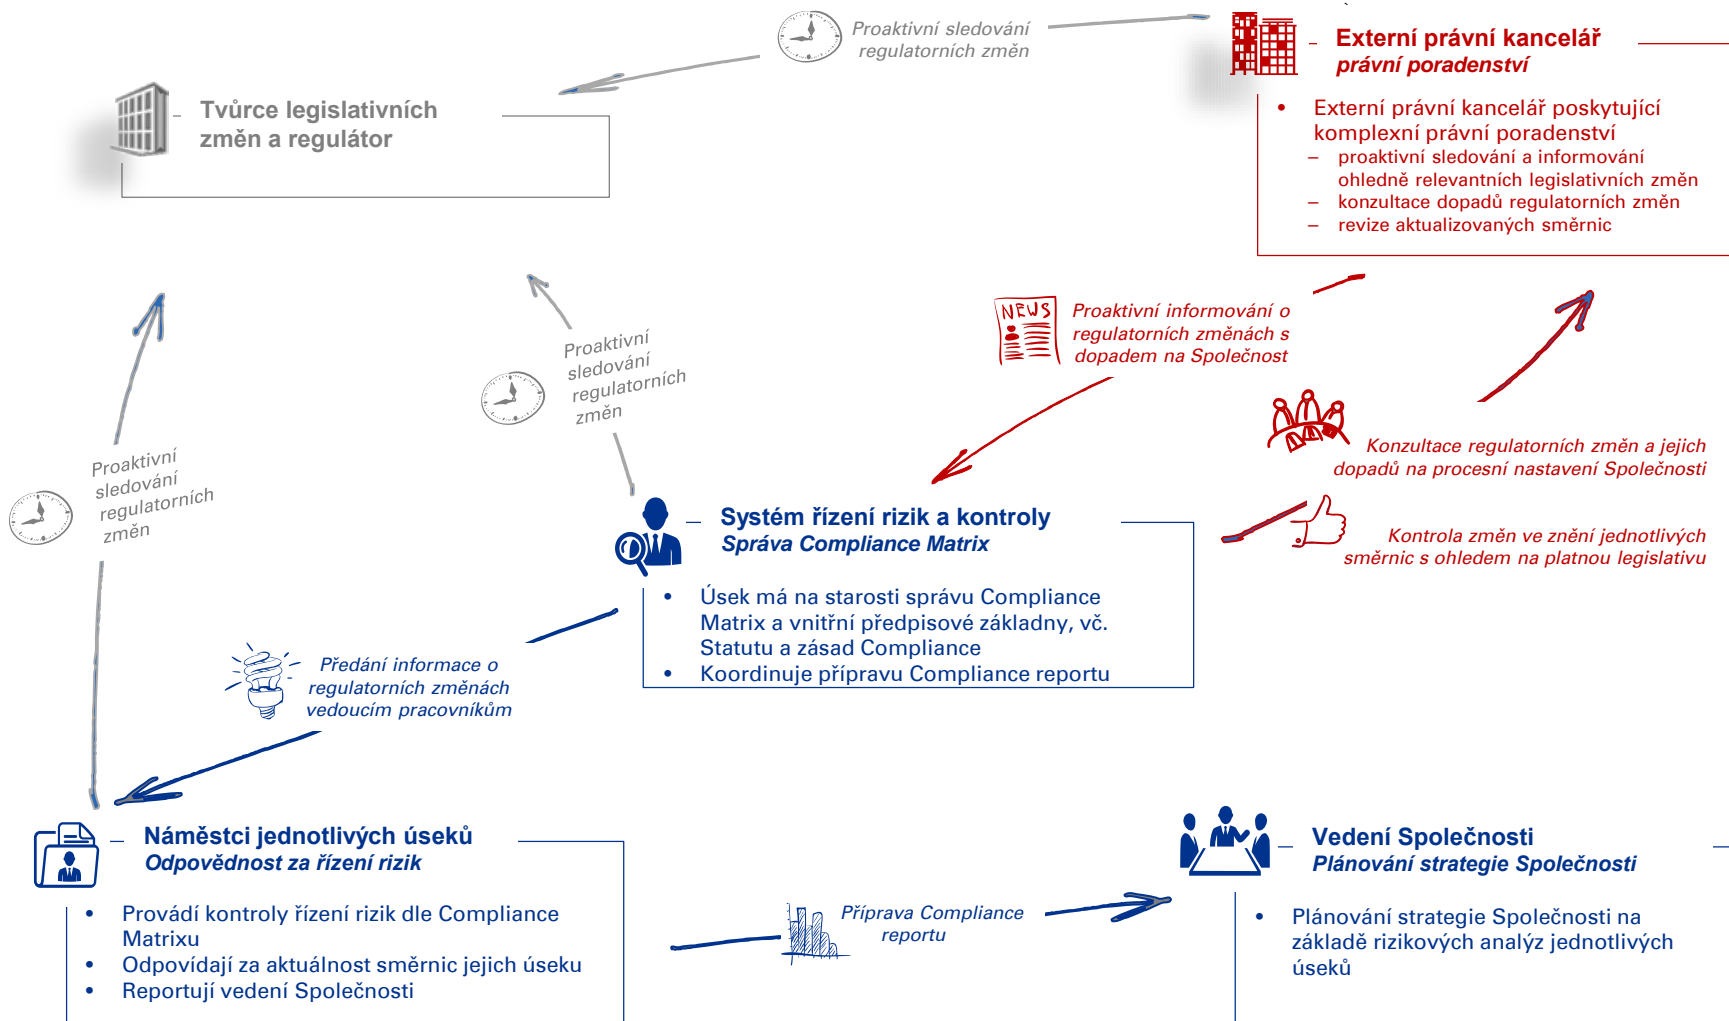 Proaktivní sledování
regulatorních změn
Externí právní kancelář
právní poradenství
Externí právní kancelář poskytující
komplexní právní poradenství
– proaktivní sledování a informování
ohledně relevantních legislativních změn
– konzultace dopadů regulatorních změn
– revize aktualizovaných směrnic
Tvůrce legislativních
změn a regulátor
NEWS
Proaktivní informování o
regulatorních změnách s
dopadem na Společnost
Proaktivní
sledování
regulatorních
změn
Konzultace regulatorních změn a jejich
dopadů na procesní nastavení Společnosti
Proaktivní
sledování
regulatorních
změn
Systém řízení rizik a kontroly
Správa Compliance Matrix
• Úsek má na starosti správu Compliance
Matrix a vnitřní předpisové základny, vč.
Statutu a zásad Compliance
• Koordinuje přípravu Compliance reportu
Kontrola změn ve znění jednotlivých
směrnic s ohledem na platnou legislativu
Předání informace o
regulatorních změnách
vedoucím pracovníkům
Náměstci jednotlivých úseků
Odpovědnost za řízení rizik
• Provádí kontroly řízení rizik dle Compliance
Matrixu
• Odpovídají za aktuálnost směrnic jejich úseku
• Reportují vedení Společnosti
Příprava Compliance
reportu
Vedení Společnosti
Plánování strategie Společnosti
• Plánování strategie Společnosti na
základě rizikových analýz jednotlivých
úseků